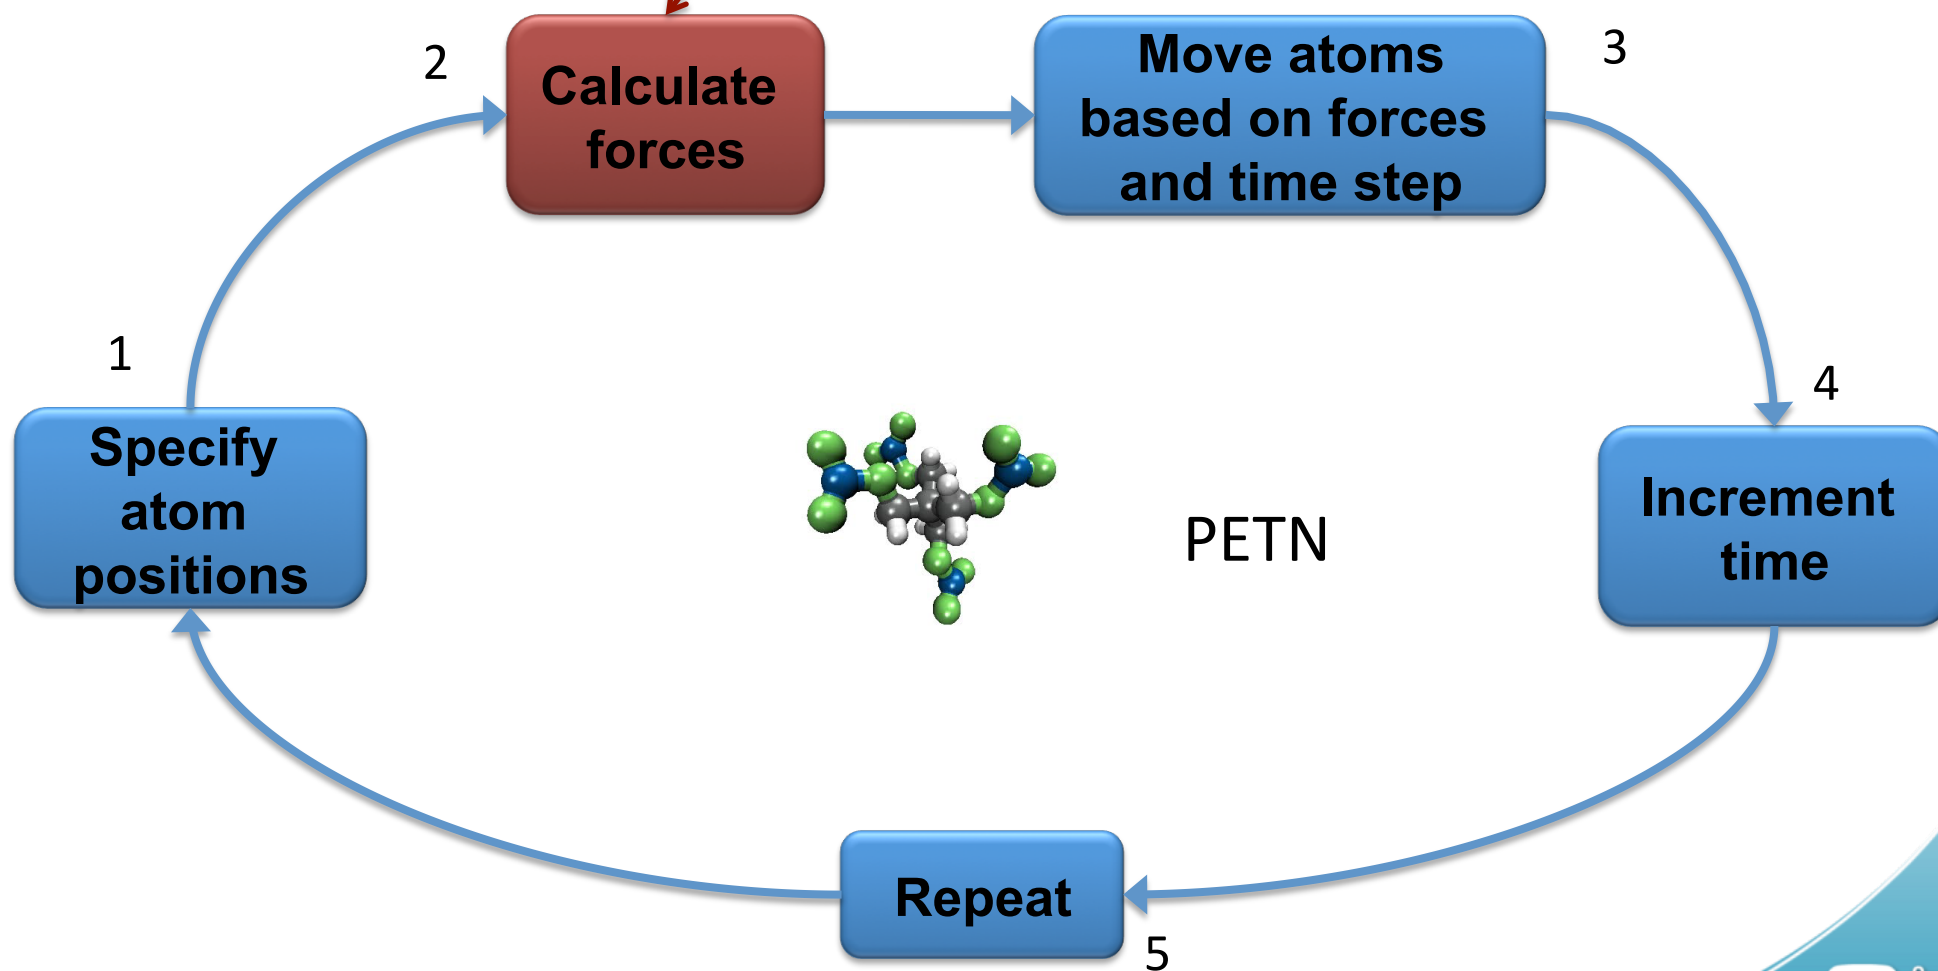 2
Calculate
forces
Move atoms
based on forces
and time step
3
1
Specify
atom
positions
4
Increment
time
PETN
Repeat
5